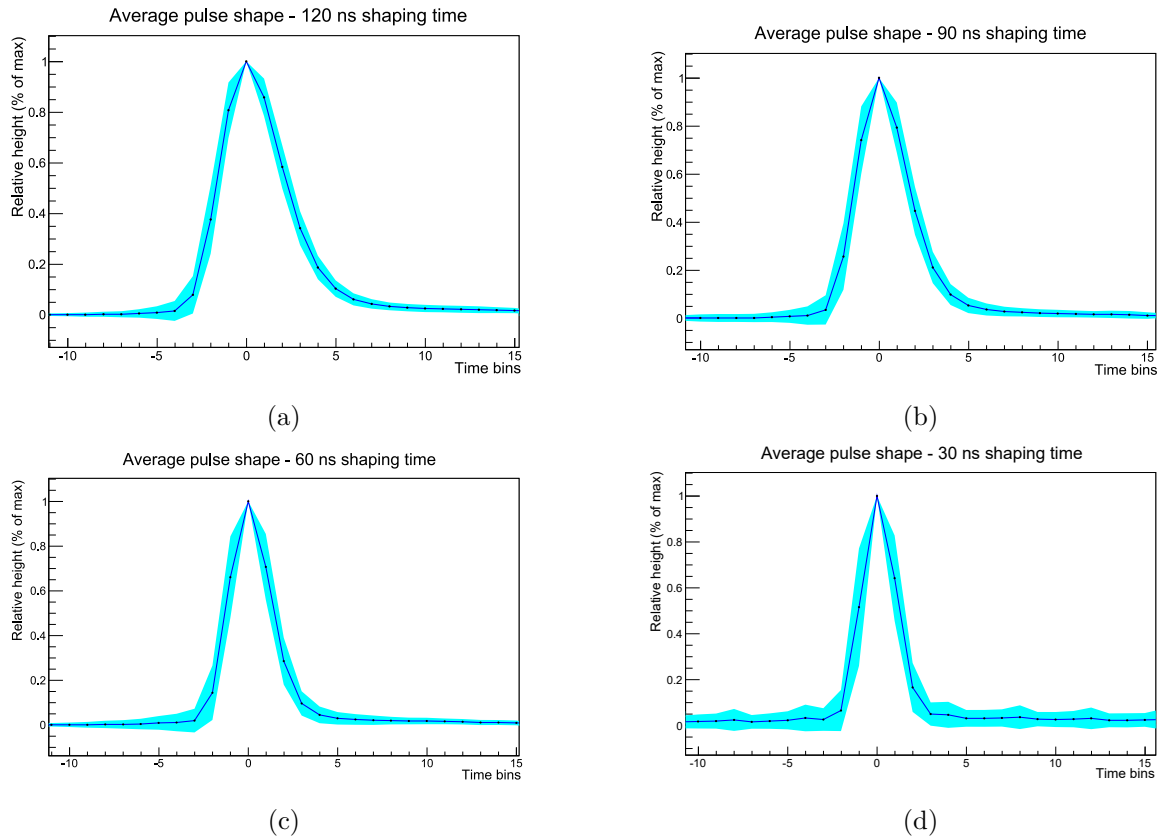 Average pulse shape - 120 ns shaping time
Relative height (% of max)
1
0.8
0.6
0.4
0.2
0
-10 -5 0 5 10 15
Time bins
(a)
Average pulse shape - 90 ns shaping time
Relative height (% of max)
1
0.8
0.6
0.4
0.2
0
-10 -5 0 5 10 15
Time bins
(b)
Average pulse shape - 60 ns shaping time
Relative height (% of max)
1
0.8
0.6
0.4
0.2
0
-10 -5 0 5 10 15
Time bins
(c)
Average pulse shape - 30 ns shaping time
Relative height (% of max)
1
0.8
0.6
0.4
0.2
0
-10 -5 0 5 10 15
Time bins
(d)